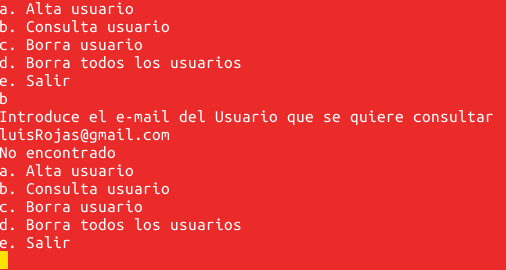 a. Alta usuario
b. Consulta usuario
c. Borra usuario
d. Borra todos los usuarios
e. Salir
b
Introduce el e-mail del Usuario que se quiere consultar
luisRojas@gmail.com
No encontrado
a. Alta usuario
b. Consulta usuario
c. Borra usuario
d. Borra todos los usuarios
e. Salir